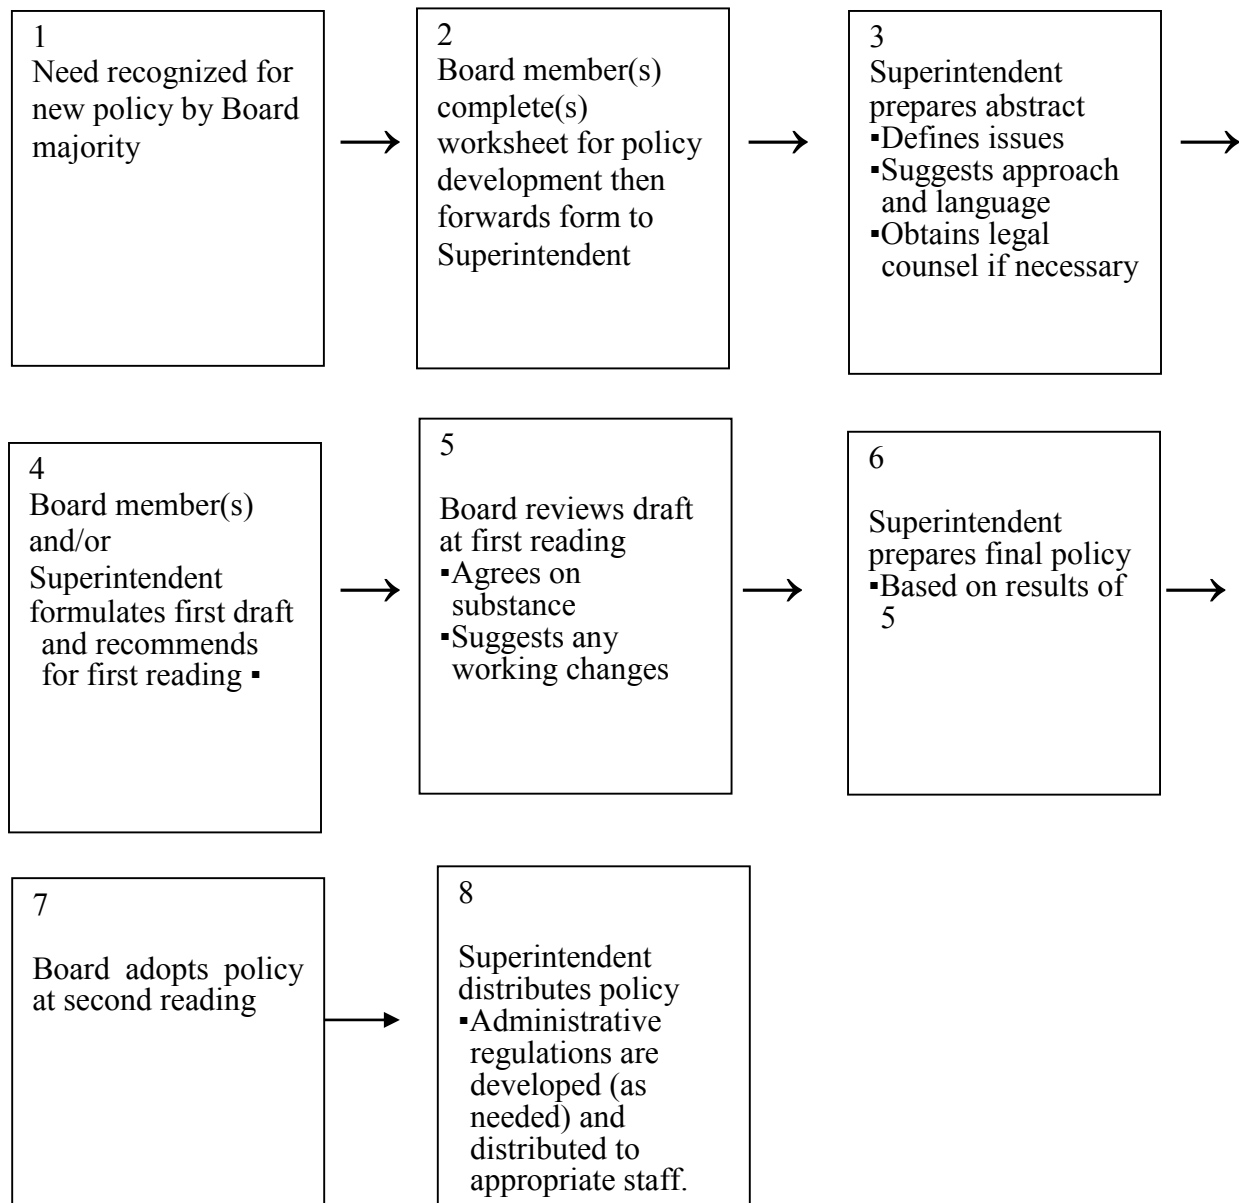 1
Need recognized for
new policy by Board
majority
2
Board member(s)
complete(s)
worksheet for policy
development then
forwards form to
Superintendent
3
Superintendent
prepares abstract
▪Defines issues
▪Suggests approach
and language
▪Obtains legal
counsel if necessary
4
Board member(s)
and/or
Superintendent
formulates first draft
and recommends
for first reading ▪
5
Board reviews draft
at first reading
▪Agrees on
substance
▪Suggests any
working changes
6
Superintendent
prepares final policy
▪Based on results of
5
7
Board adopts policy
at second reading
8
Superintendent
distributes policy
▪Administrative
regulations are
developed (as
needed) and
distributed to
appropriate staff.